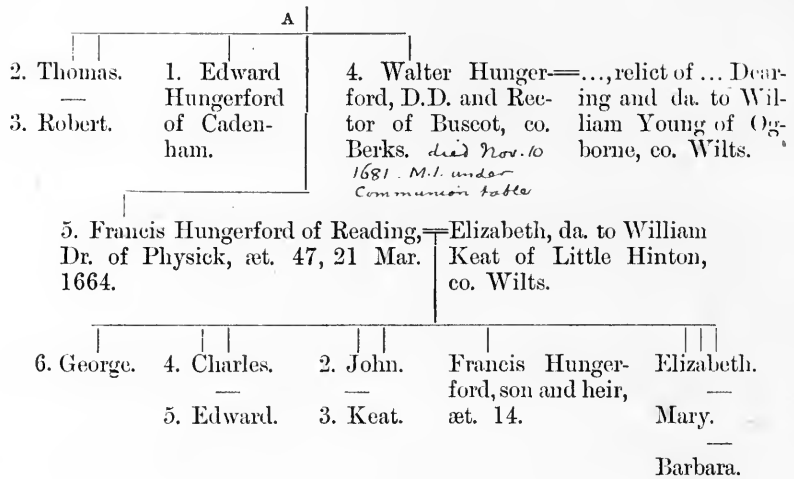 A
2. Thomas.
—
3. Robert.
1. Edward
Hungerford
of Caden-
ham.
4. Walter Hunger-
ford, D.D. and Rec-
tor of Buscot, co.
Berks. died Nov. 10
1681. M.I. under
Communion table
..., relict of ... Dear-
ing and da. to Wil-
liam Young of Og-
borne, co. Wilts.
5. Francis Hungerford of Reading,
Dr. of Physick, æt. 47, 21 Mar.
1664.
Elizabeth, da. to William
Keat of Little Hinton,
co. Wilts.
6. George.
4. Charles.
—
5. Edward.
2. John.
—
3. Keat.
Francis Hunger-
ford, son and heir,
æt. 14.
Elizabeth.
—
Mary.
—
Barbara.